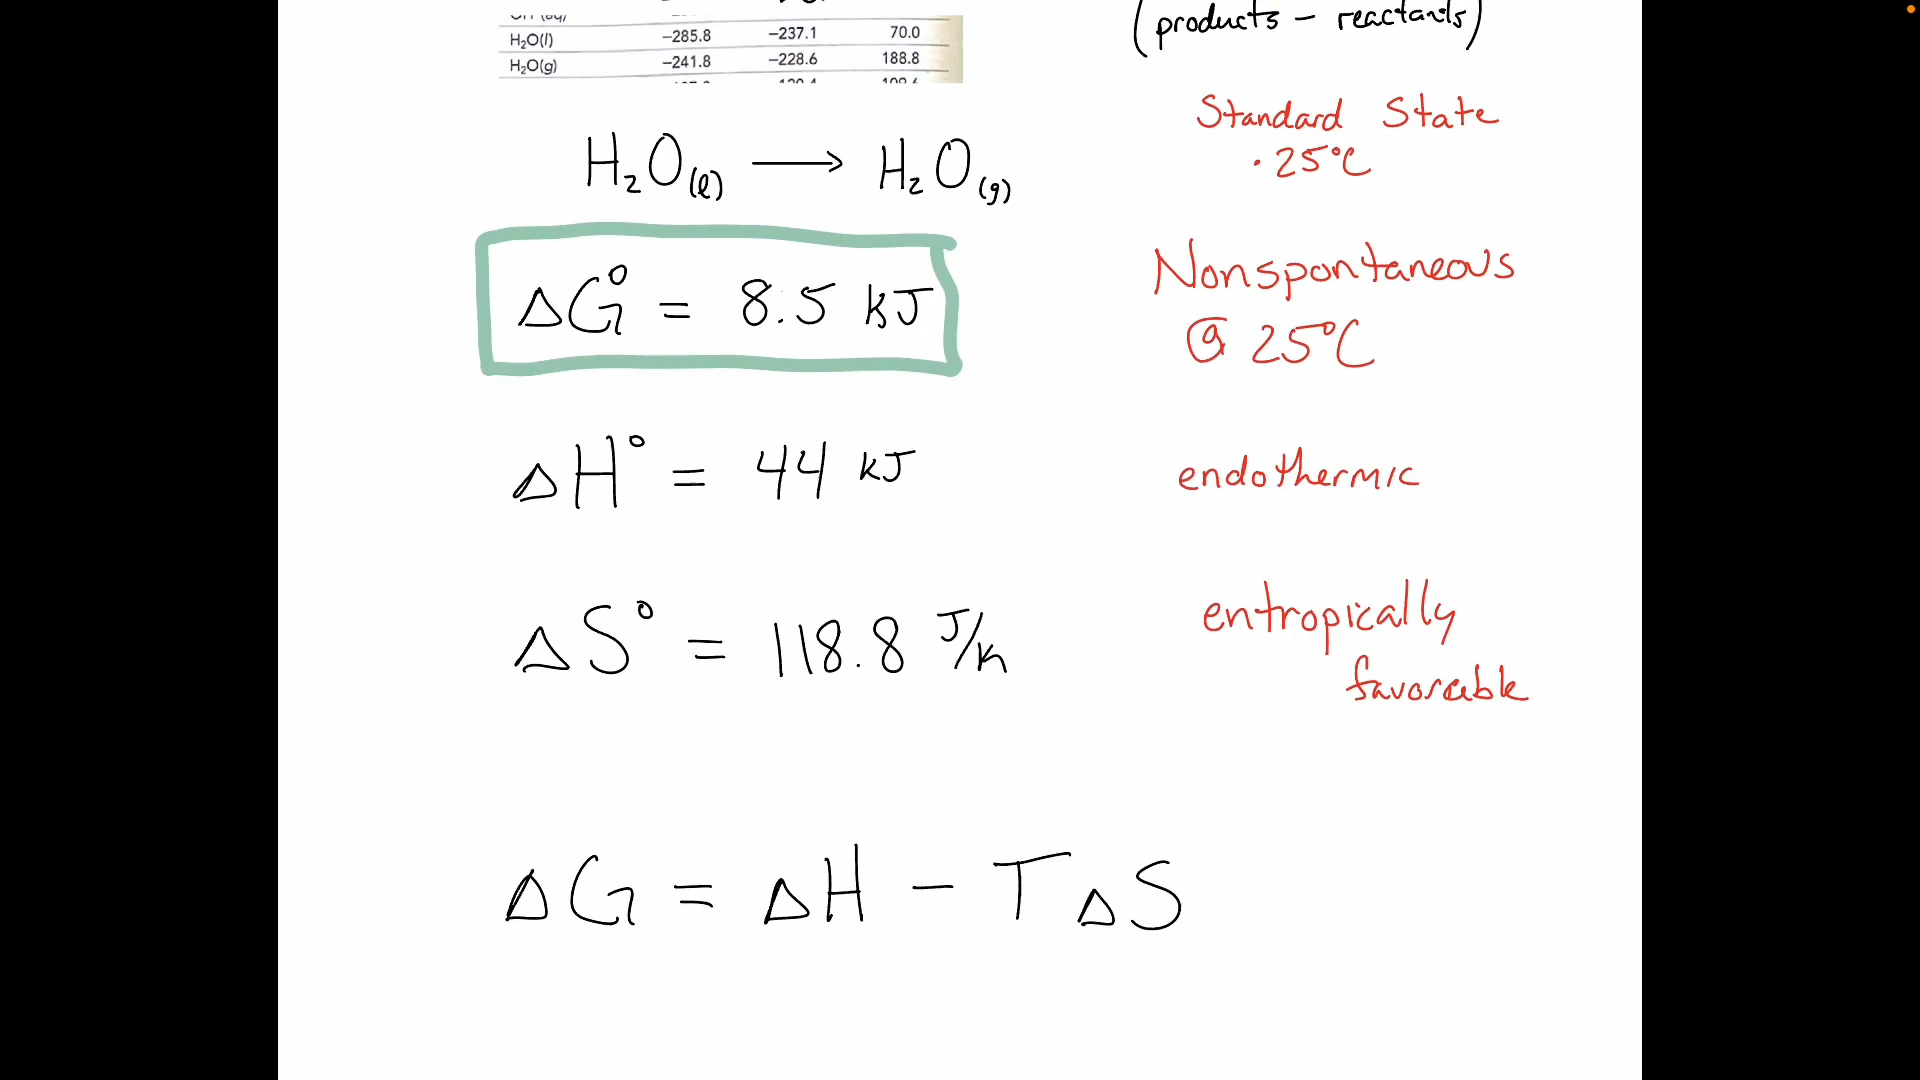 (products – reactants)
H₂O(l) −285.8 −237.1 70.0
H₂O(g) −241.8 −228.6 188.8
Standard State
· 25°C
H₂O(l) → H₂O(g)
ΔG° = 8.5 kJ
Nonspontaneous
@ 25°C
ΔH° = 44 kJ
endothermic
ΔS° = 118.8 J/K
entropically
favorable
ΔG = ΔH − TΔS